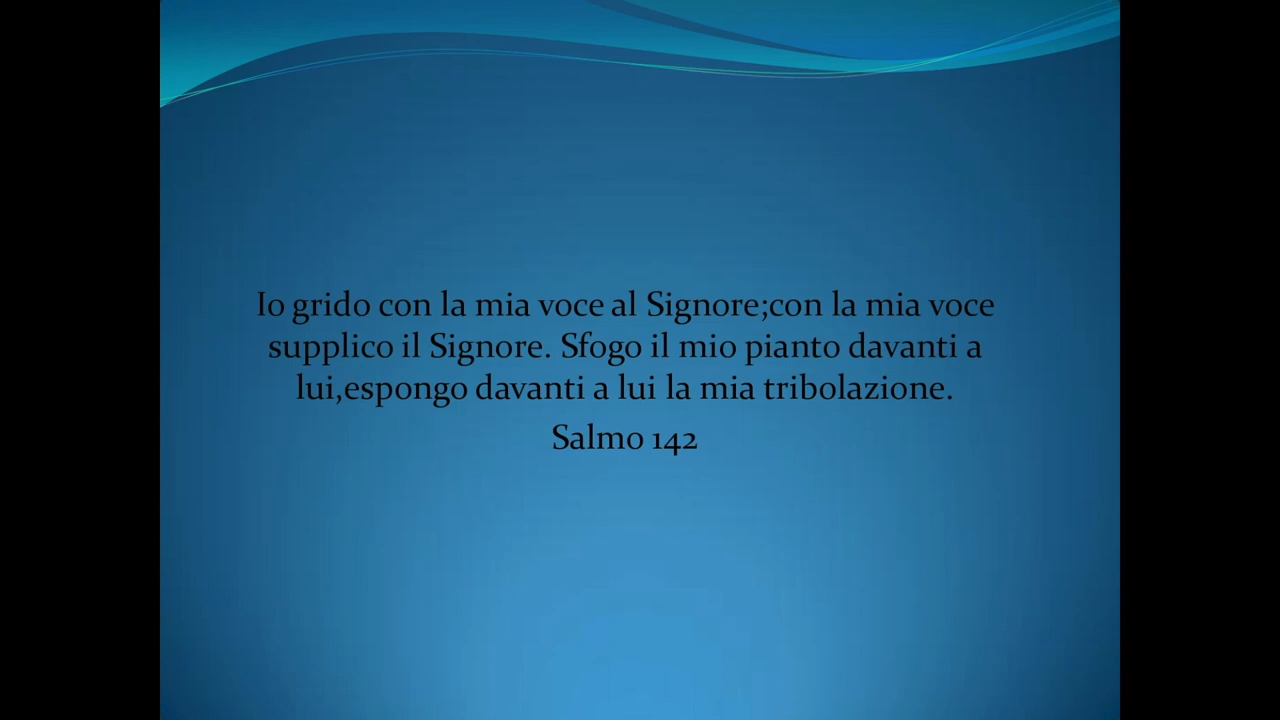 Io grido con la mia voce al Signore;con la mia voce
supplico il Signore. Sfogo il mio pianto davanti a
lui,espongo davanti a lui la mia tribolazione.
Salmo 142